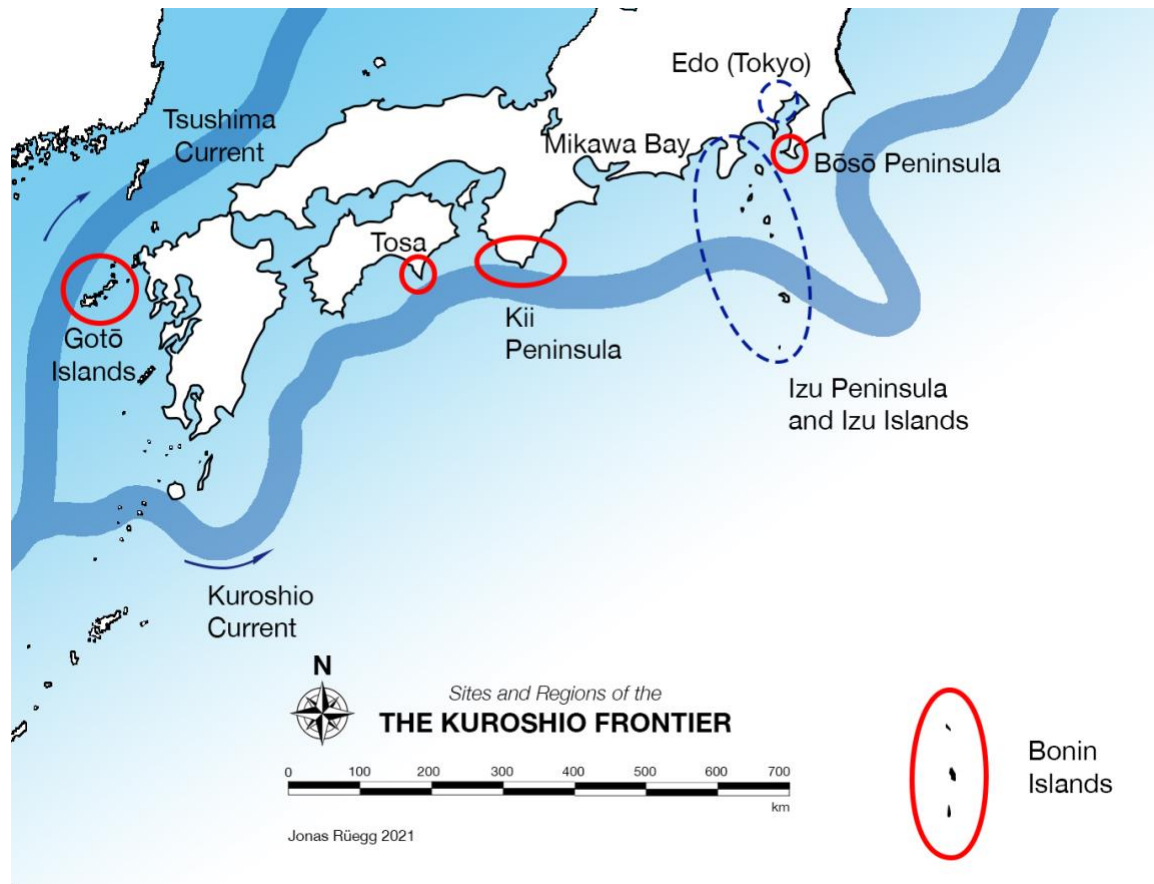 Edo (Tokyo)
Tsushima
Current
Mikawa Bay
Bōsō Peninsula
Tosa
Gotō
Islands
Kii
Peninsula
Izu Peninsula
and Izu Islands
Kuroshio
Current
N
Sites and Regions of the
THE KUROSHIO FRONTIER
0 100 200 300 400 500 600 700
km
Jonas Rüegg 2021
Bonin
Islands